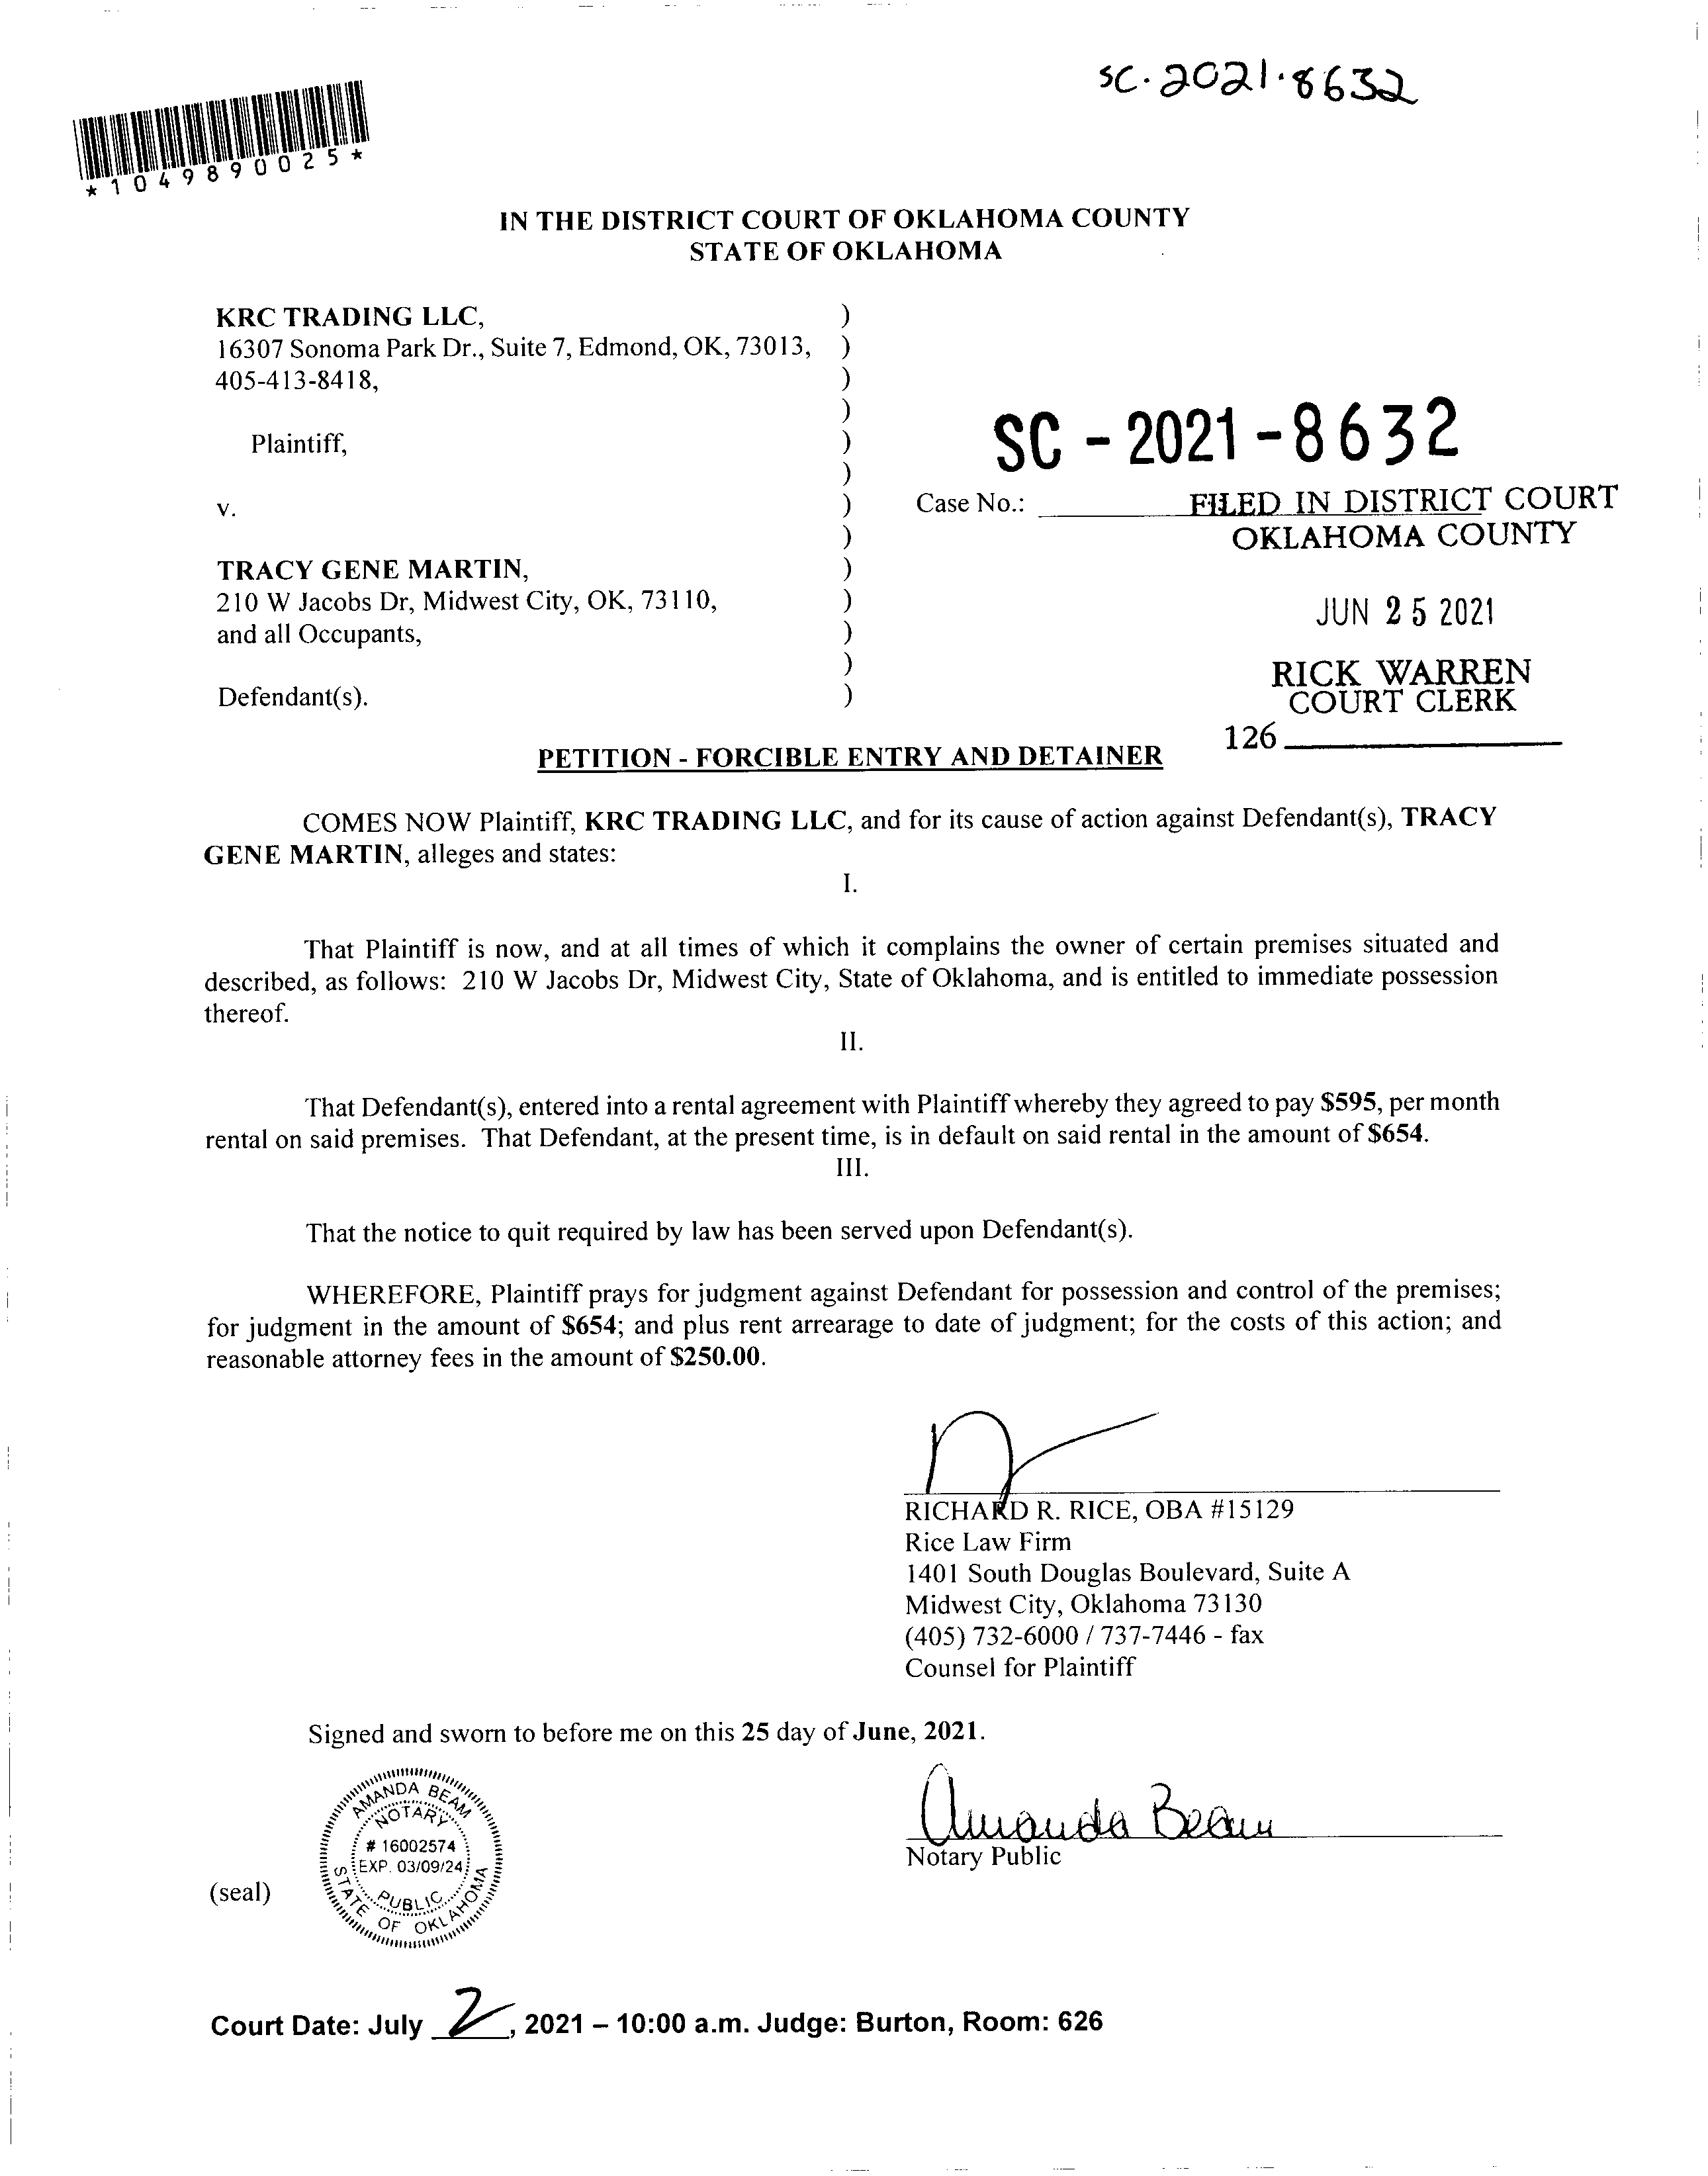 SC-2021-8632
*1049890025*
IN THE DISTRICT COURT OF OKLAHOMA COUNTY
STATE OF OKLAHOMA
KRC TRADING LLC, )
16307 Sonoma Park Dr., Suite 7, Edmond, OK, 73013, )
405-413-8418, )
)
Plaintiff, )
)
v. )
)
TRACY GENE MARTIN, )
210 W Jacobs Dr, Midwest City, OK, 73110, )
and all Occupants, )
)
Defendant(s). )
SC - 2021 - 8632
Case No.:
FILED IN DISTRICT COURT
OKLAHOMA COUNTY
JUN 25 2021
RICK WARREN
COURT CLERK
126
PETITION - FORCIBLE ENTRY AND DETAINER
COMES NOW Plaintiff, KRC TRADING LLC, and for its cause of action against Defendant(s), TRACY
GENE MARTIN, alleges and states:
I.
That Plaintiff is now, and at all times of which it complains the owner of certain premises situated and
described, as follows: 210 W Jacobs Dr, Midwest City, State of Oklahoma, and is entitled to immediate possession
thereof.
II.
That Defendant(s), entered into a rental agreement with Plaintiff whereby they agreed to pay $595, per month
rental on said premises. That Defendant, at the present time, is in default on said rental in the amount of $654.
III.
That the notice to quit required by law has been served upon Defendant(s).
WHEREFORE, Plaintiff prays for judgment against Defendant for possession and control of the premises;
for judgment in the amount of $654; and plus rent arrearage to date of judgment; for the costs of this action; and
reasonable attorney fees in the amount of $250.00.
RICHARD R. RICE, OBA #15129
Rice Law Firm
1401 South Douglas Boulevard, Suite A
Midwest City, Oklahoma 73130
(405) 732-6000 / 737-7446 - fax
Counsel for Plaintiff
Signed and sworn to before me on this 25 day of June, 2021.
AMANDA BEAM
NOTARY
# 16002574
EXP. 03/09/24
PUBLIC
STATE OF OKLAHOMA
Amanda Beam
Notary Public
(seal)
Court Date: July 2, 2021 – 10:00 a.m. Judge: Burton, Room: 626